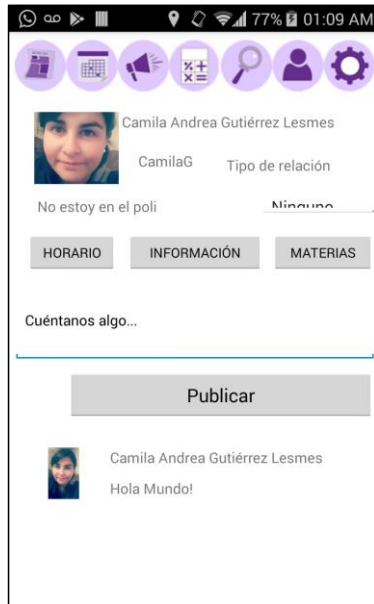 77% 01:09 AM
Camila Andrea Gutiérrez Lesmes
CamilaG Tipo de relación
No estoy en el poli Ninguno
HORARIO INFORMACIÓN MATERIAS
Cuéntanos algo...
Publicar
Camila Andrea Gutiérrez Lesmes
Hola Mundo!